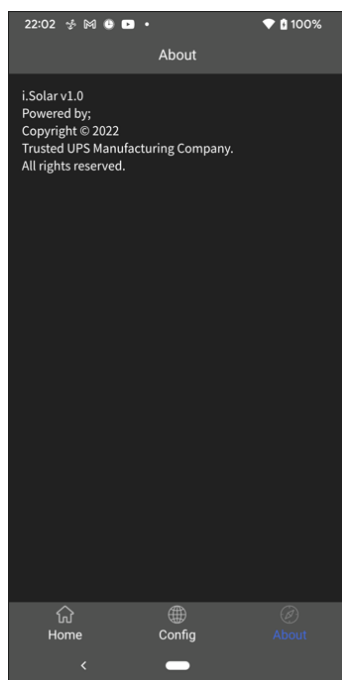 22:02 100%
About
i.Solar v1.0
Powered by;
Copyright © 2022
Trusted UPS Manufacturing Company.
All rights reserved.
Home Config About